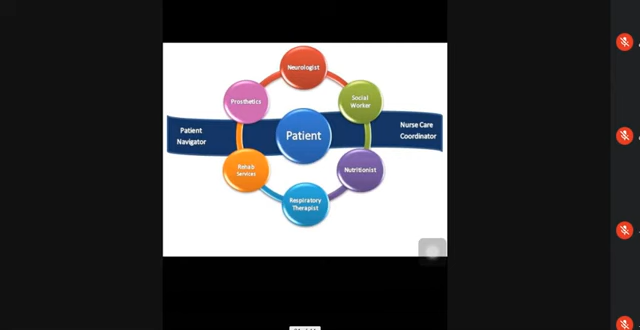 Neurologist
Prosthetics
Social
Worker
Patient
Navigator
Patient
Nurse Care
Coordinator
Rehab
Services
Nutritionist
Respiratory
Therapist